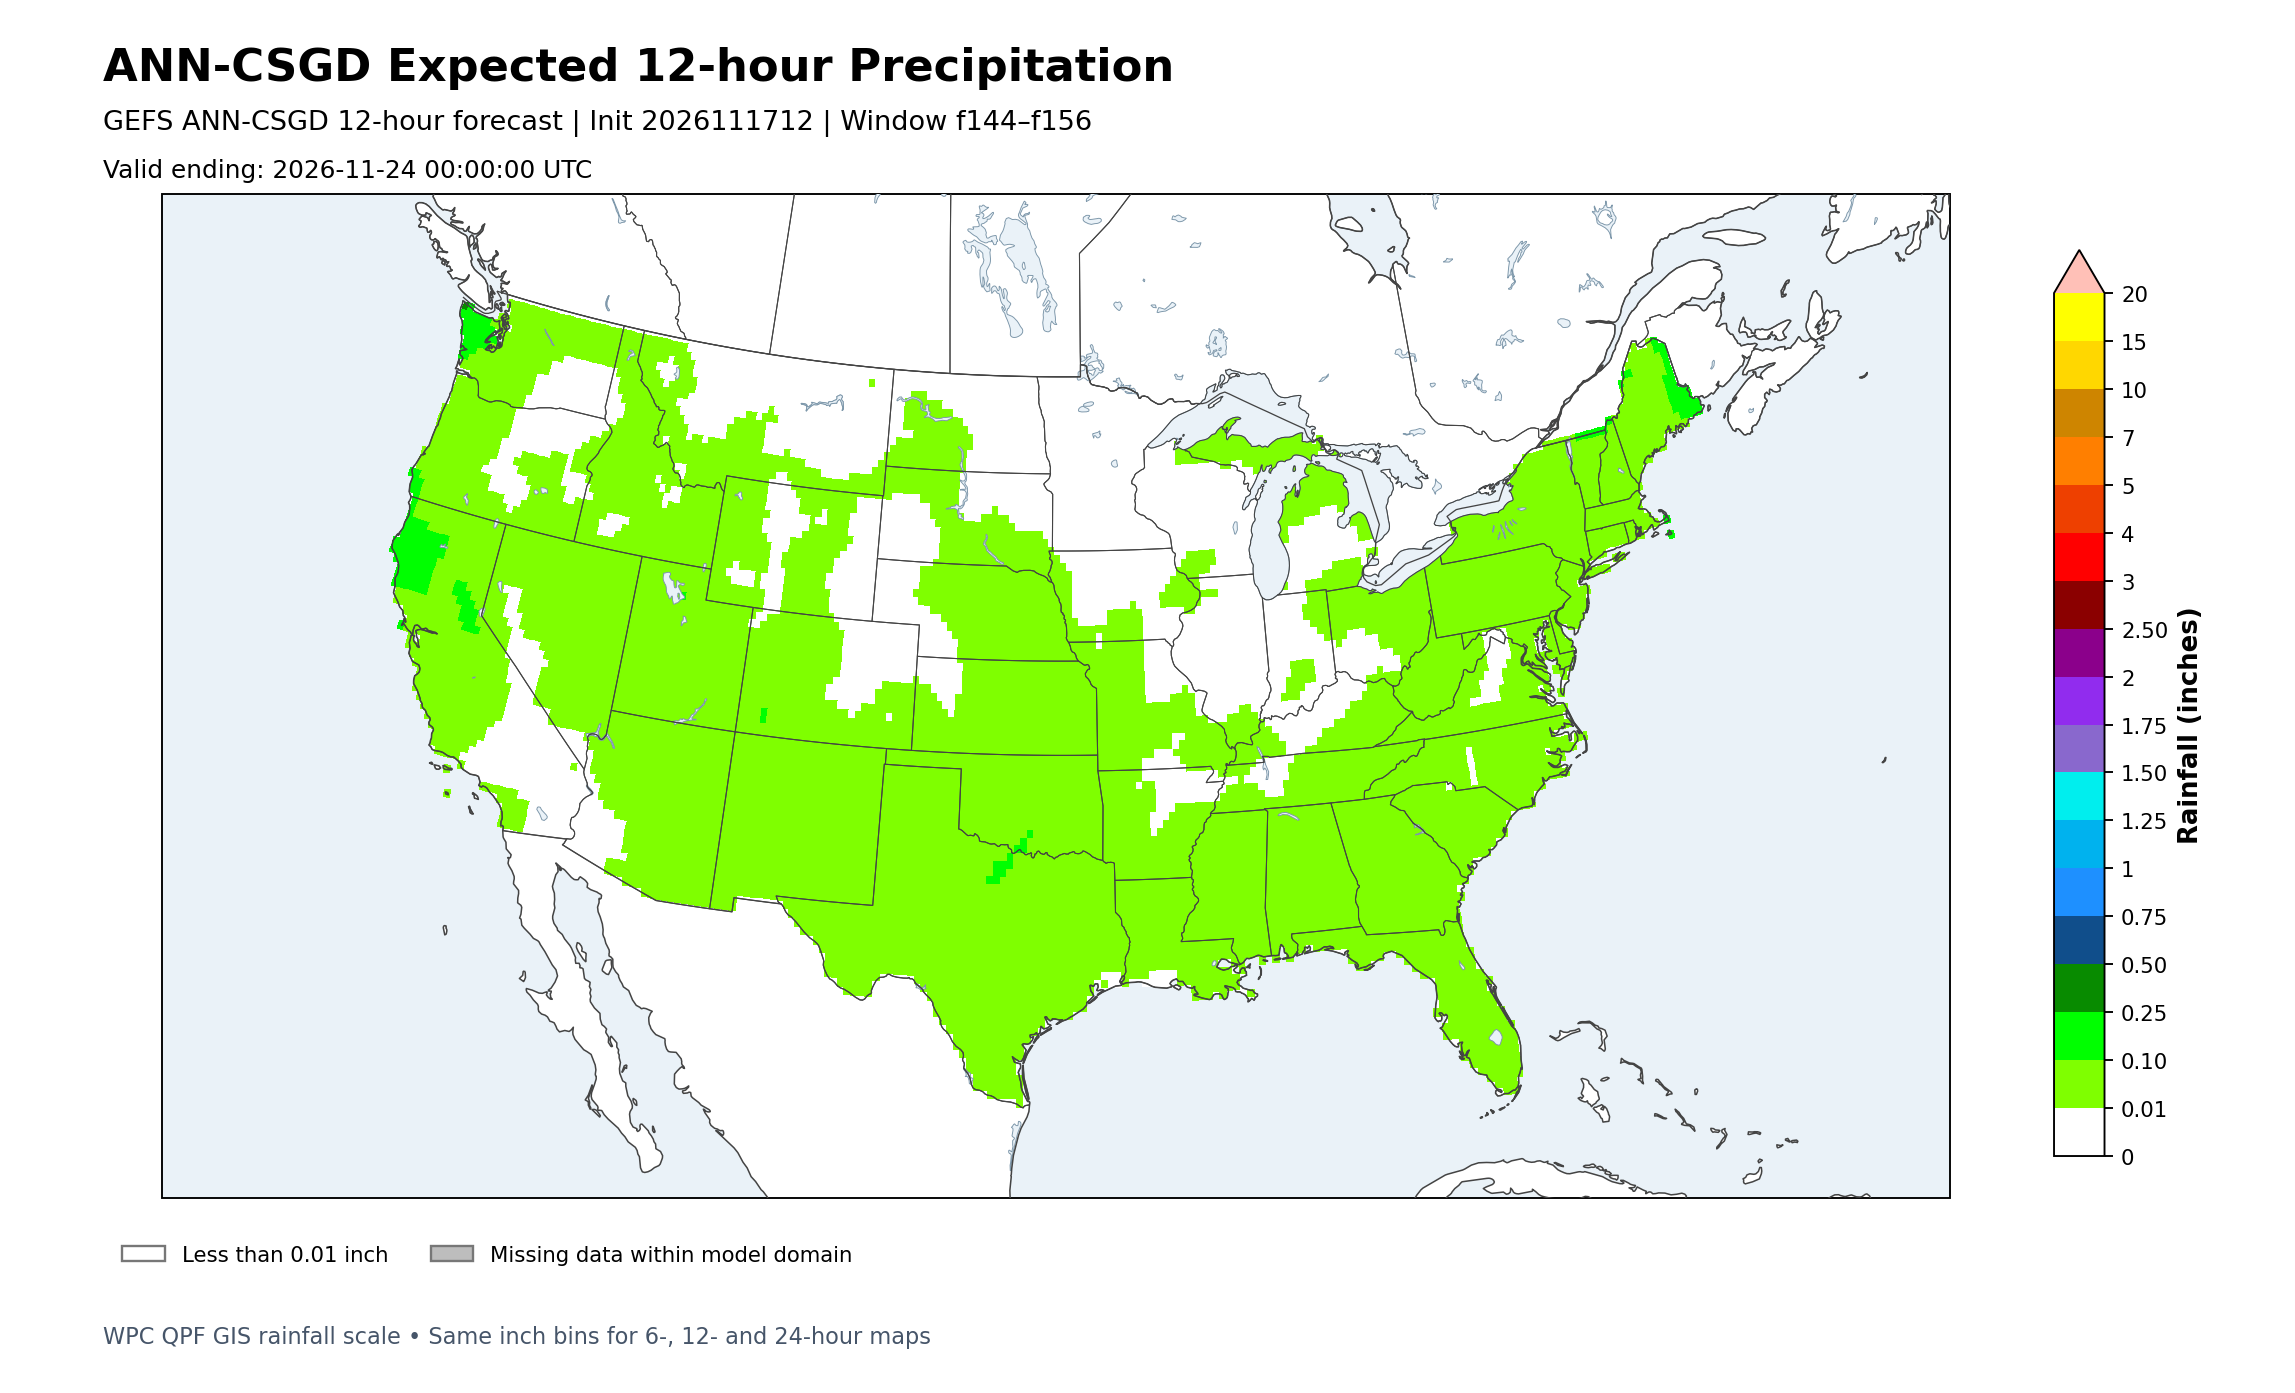 ANN-CSGD Expected 12-hour Precipitation
GEFS ANN-CSGD 12-hour forecast | Init 2026111712 | Window f144–f156
Valid ending: 2026-11-24 00:00:00 UTC
20
15
10
7
5
4
3
2.50
2
1.75
1.50
1.25
1
0.75
0.50
0.25
0.10
0.01
0
Rainfall (inches)
Less than 0.01 inch
Missing data within model domain
WPC QPF GIS rainfall scale • Same inch bins for 6-, 12- and 24-hour maps